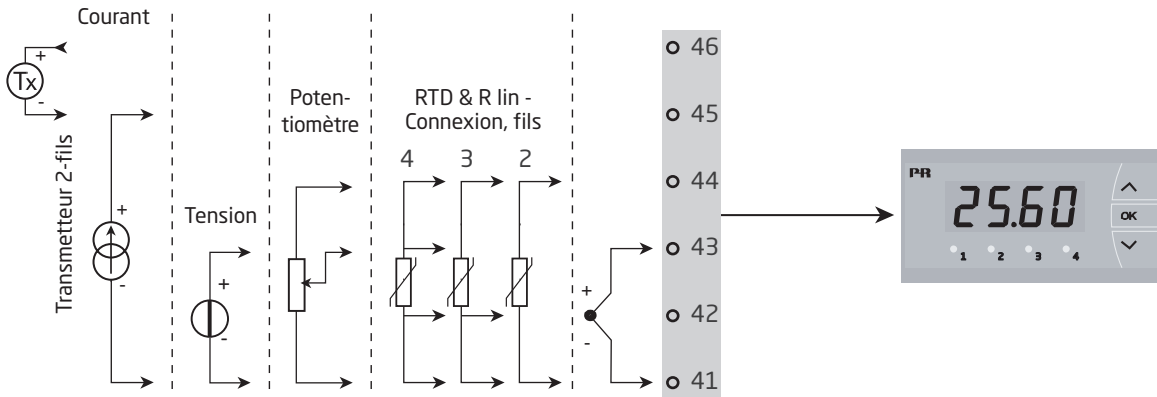 Courant
+
Tx
-
Transmetteur 2-fils
+
-
Tension
+
-
Poten-
tiomètre
RTD & R lin -
Connexion, fils
4 3 2
+
-
46
45
44
43
42
41
PR
25.60
1 2 3 4
OK